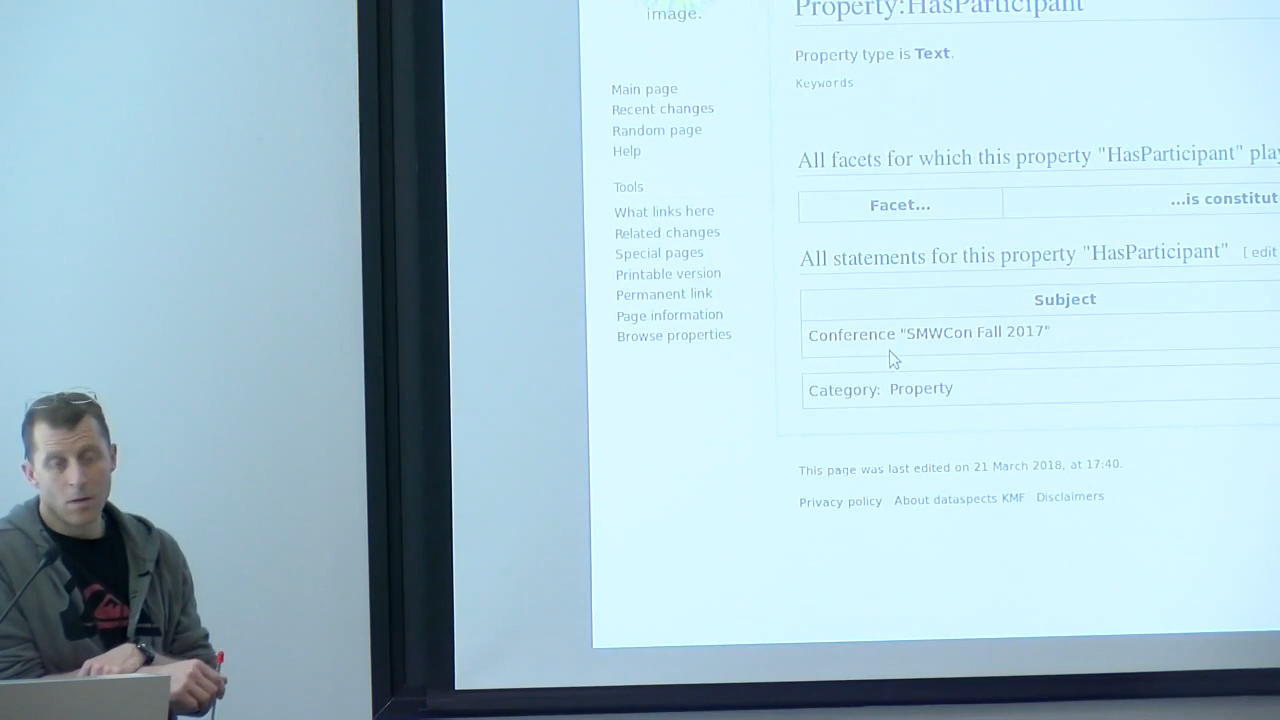 image.
Property:HasParticipant
Property type is Text.
Keywords
Main page
Recent changes
Random page
Help
Tools
What links here
Related changes
Special pages
Printable version
Permanent link
Page information
Browse properties
All facets for which this property "HasParticipant" play
Facet...
...is constitut
All statements for this property "HasParticipant" [ edit
Subject
Conference "SMWCon Fall 2017"
Category: Property
This page was last edited on 21 March 2018, at 17:40.
Privacy policy About dataspects KMF Disclaimers